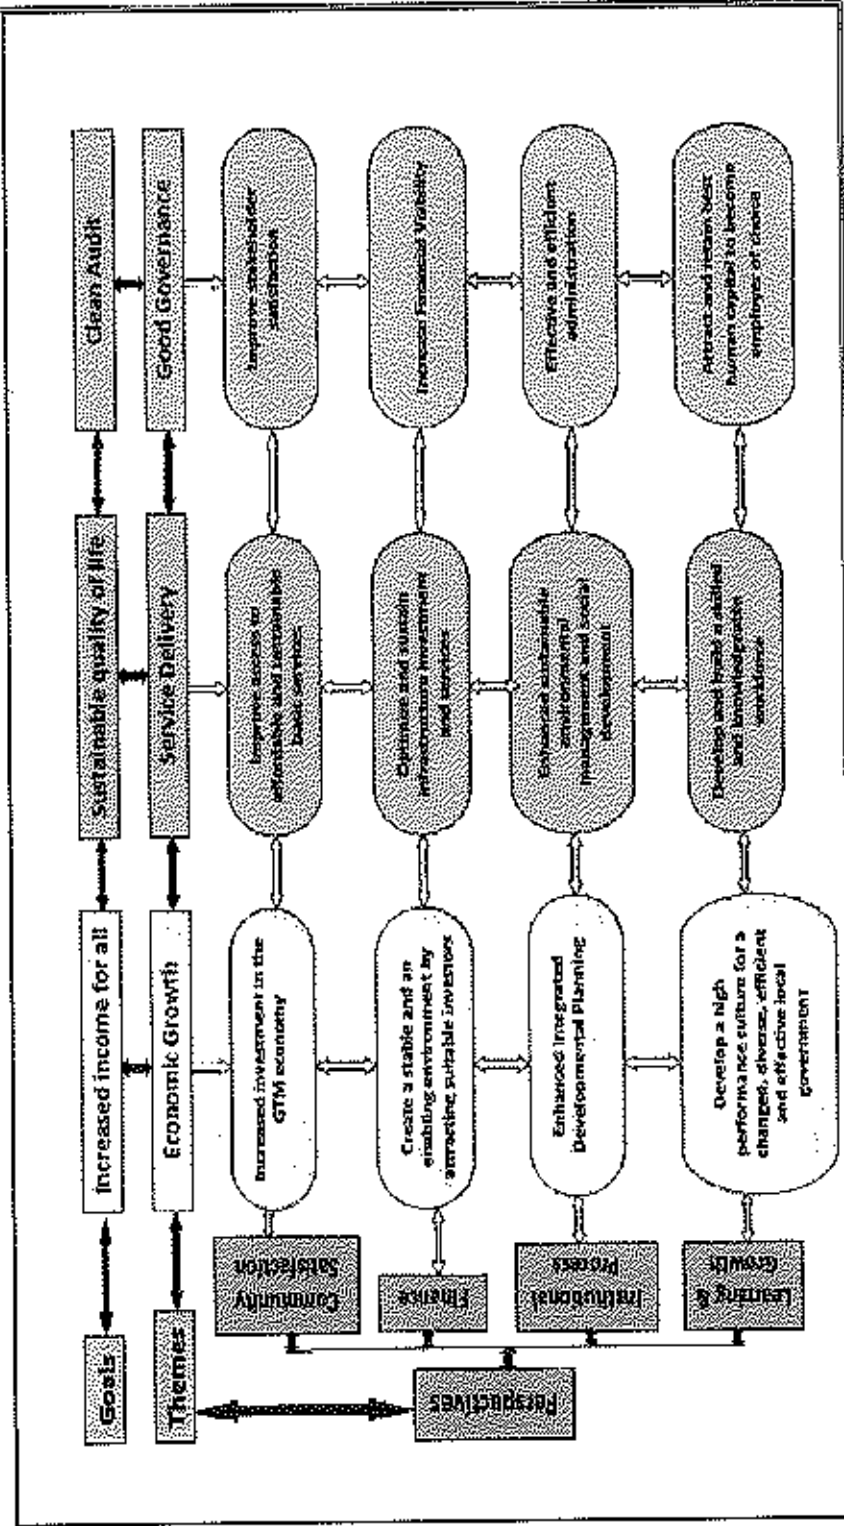 Goals
Increased income for all
Sustainable quality of life
Clean Audit
Themes
Economic Growth
Service Delivery
Good Governance
Perspectives
Community
Satisfaction
Increased investment in the
GTM economy
Improve access to
affordable and sustainable
basic services
Improve stakeholder
satisfaction
Finance
Create a stable and an
enabling environment by
attracting suitable investors
Optimize and sustain
infrastructure investment
and services
Increase Financial Viability
Institutional
Process
Enhanced Integrated
Developmental Planning
Enhanced sustainable
environmental
management and social
development
Effective and efficient
administration
Learning &
Growth
Develop a high
performance culture for a
changed, diverse, efficient
and effective local
government
Develop and build a skilled
and knowledgeable
workforce
Attract and retain best
human capital to become
employer of choice